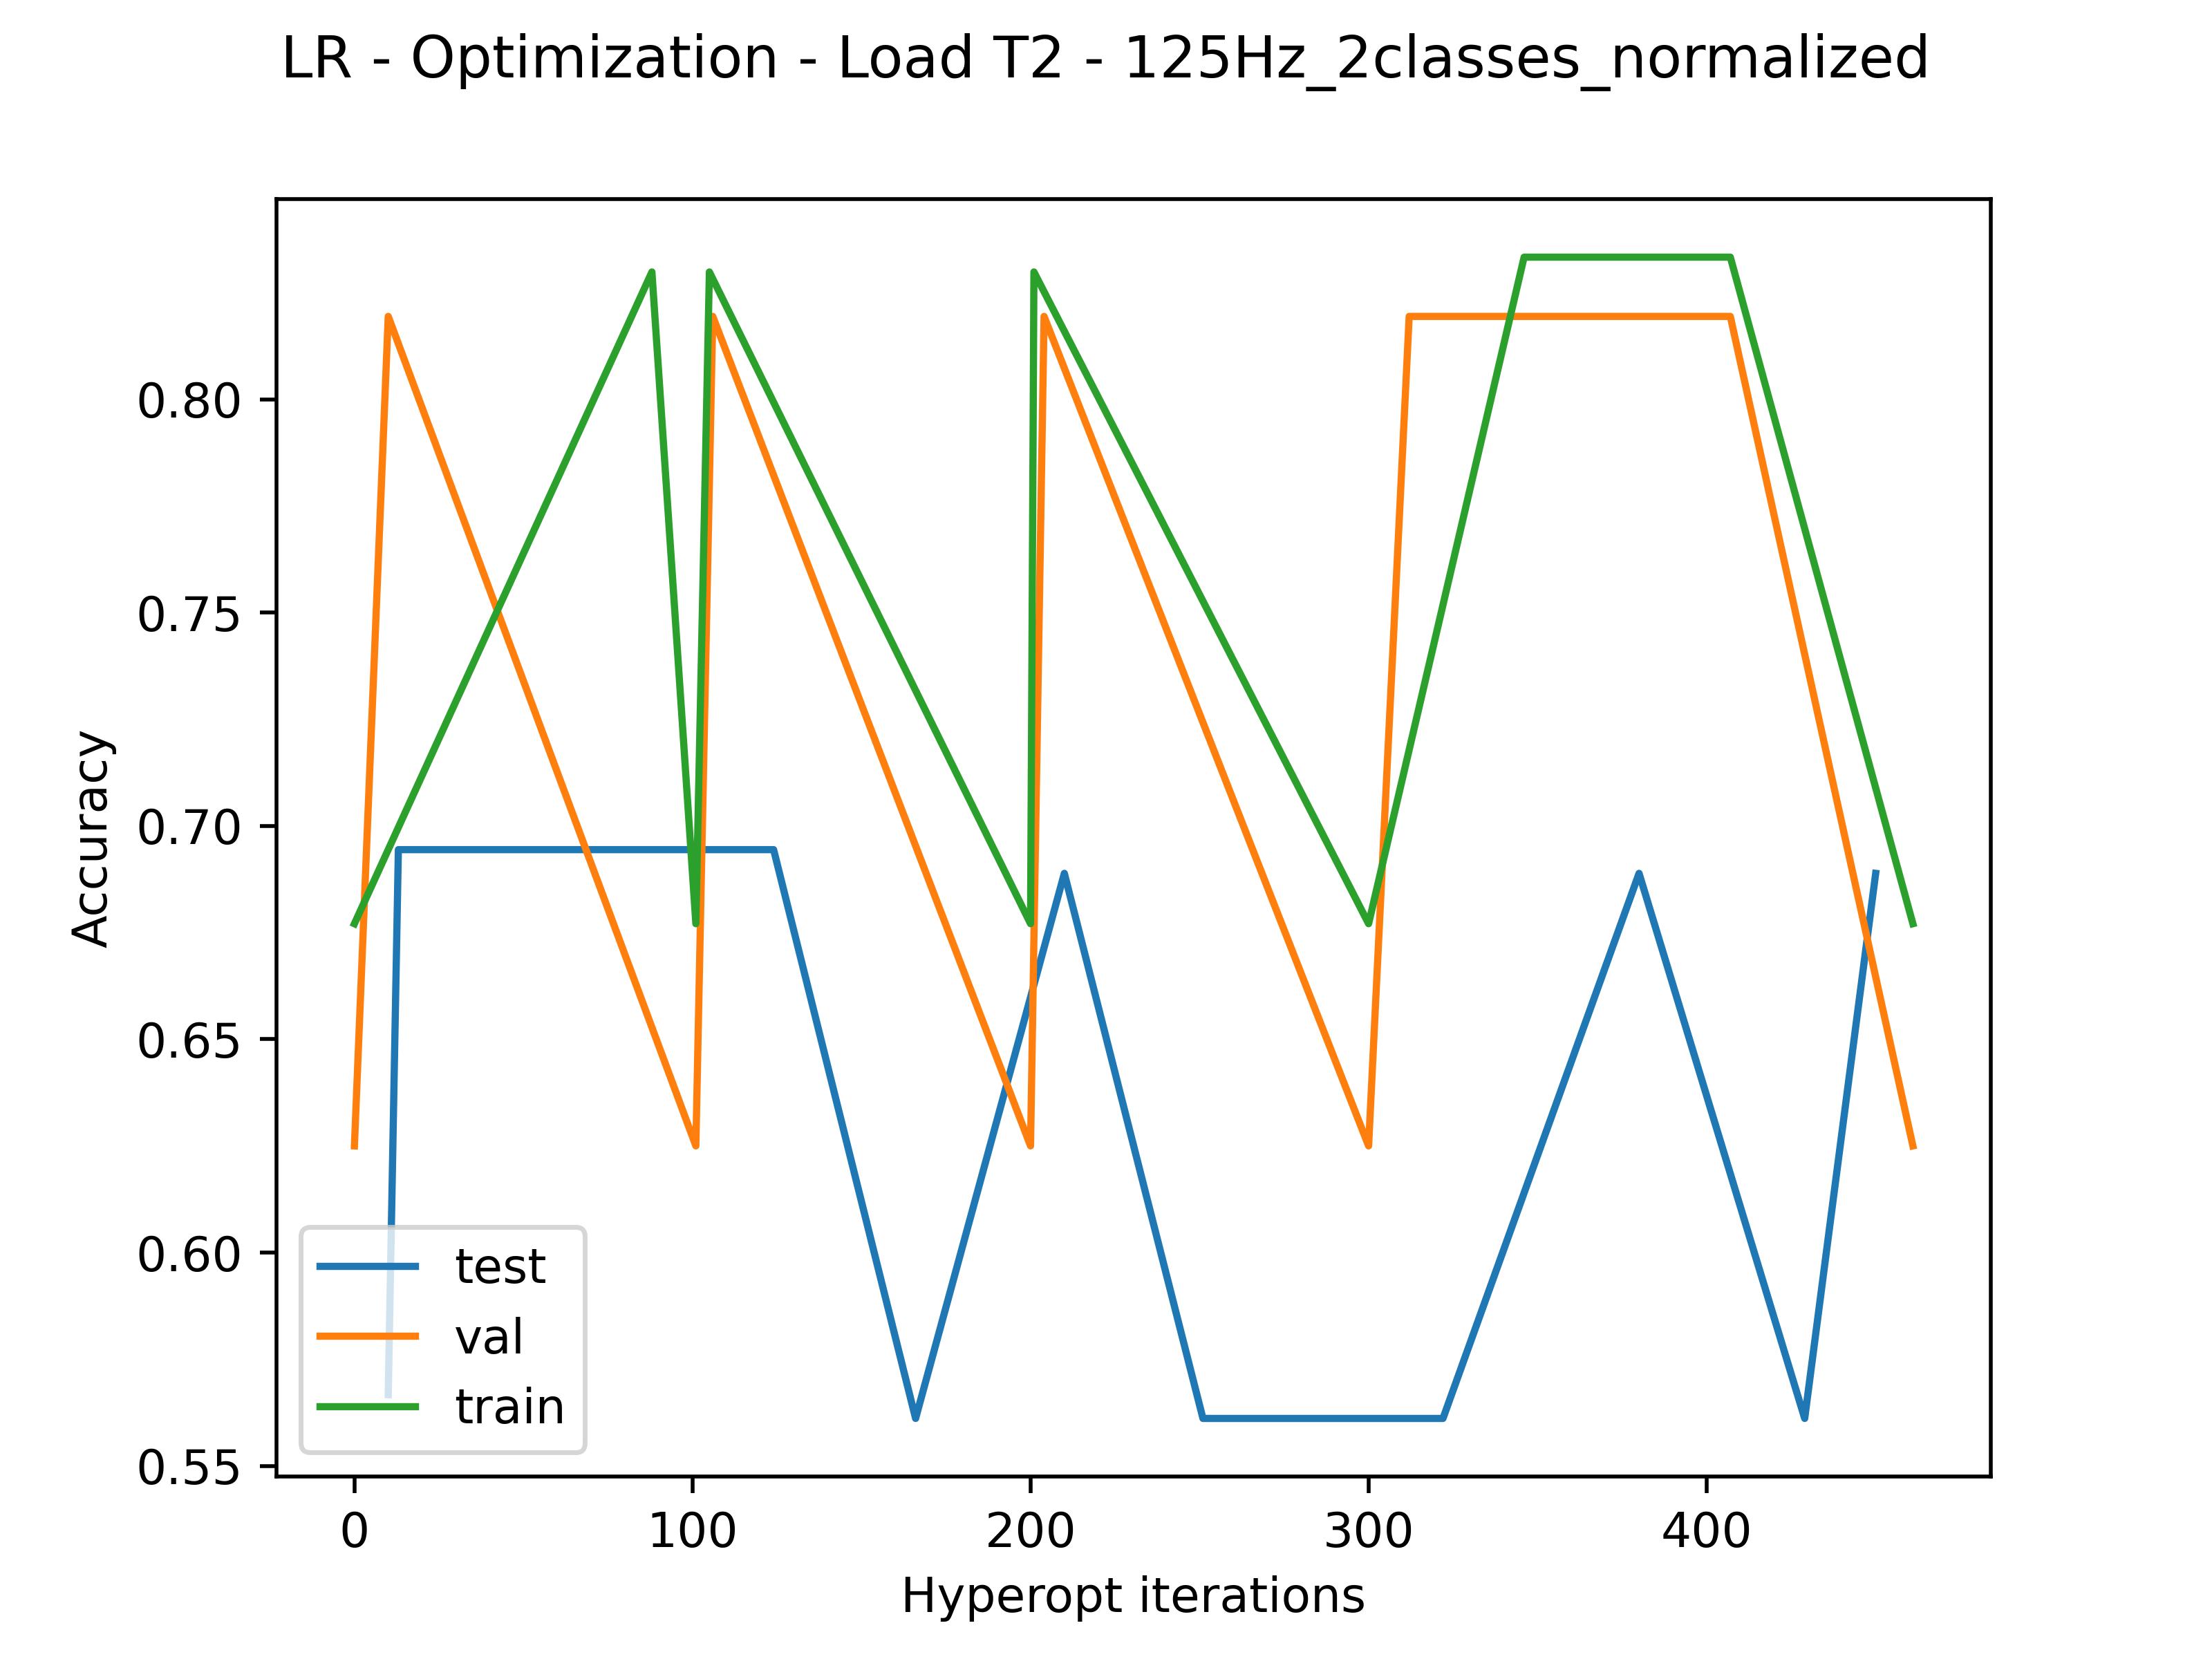 LR - Optimization - Load T2 - 125Hz_2classes_normalized
Accuracy
0.80
0.75
0.70
0.65
0.60
0.55
test
val
train
0 100 200 300 400
Hyperopt iterations